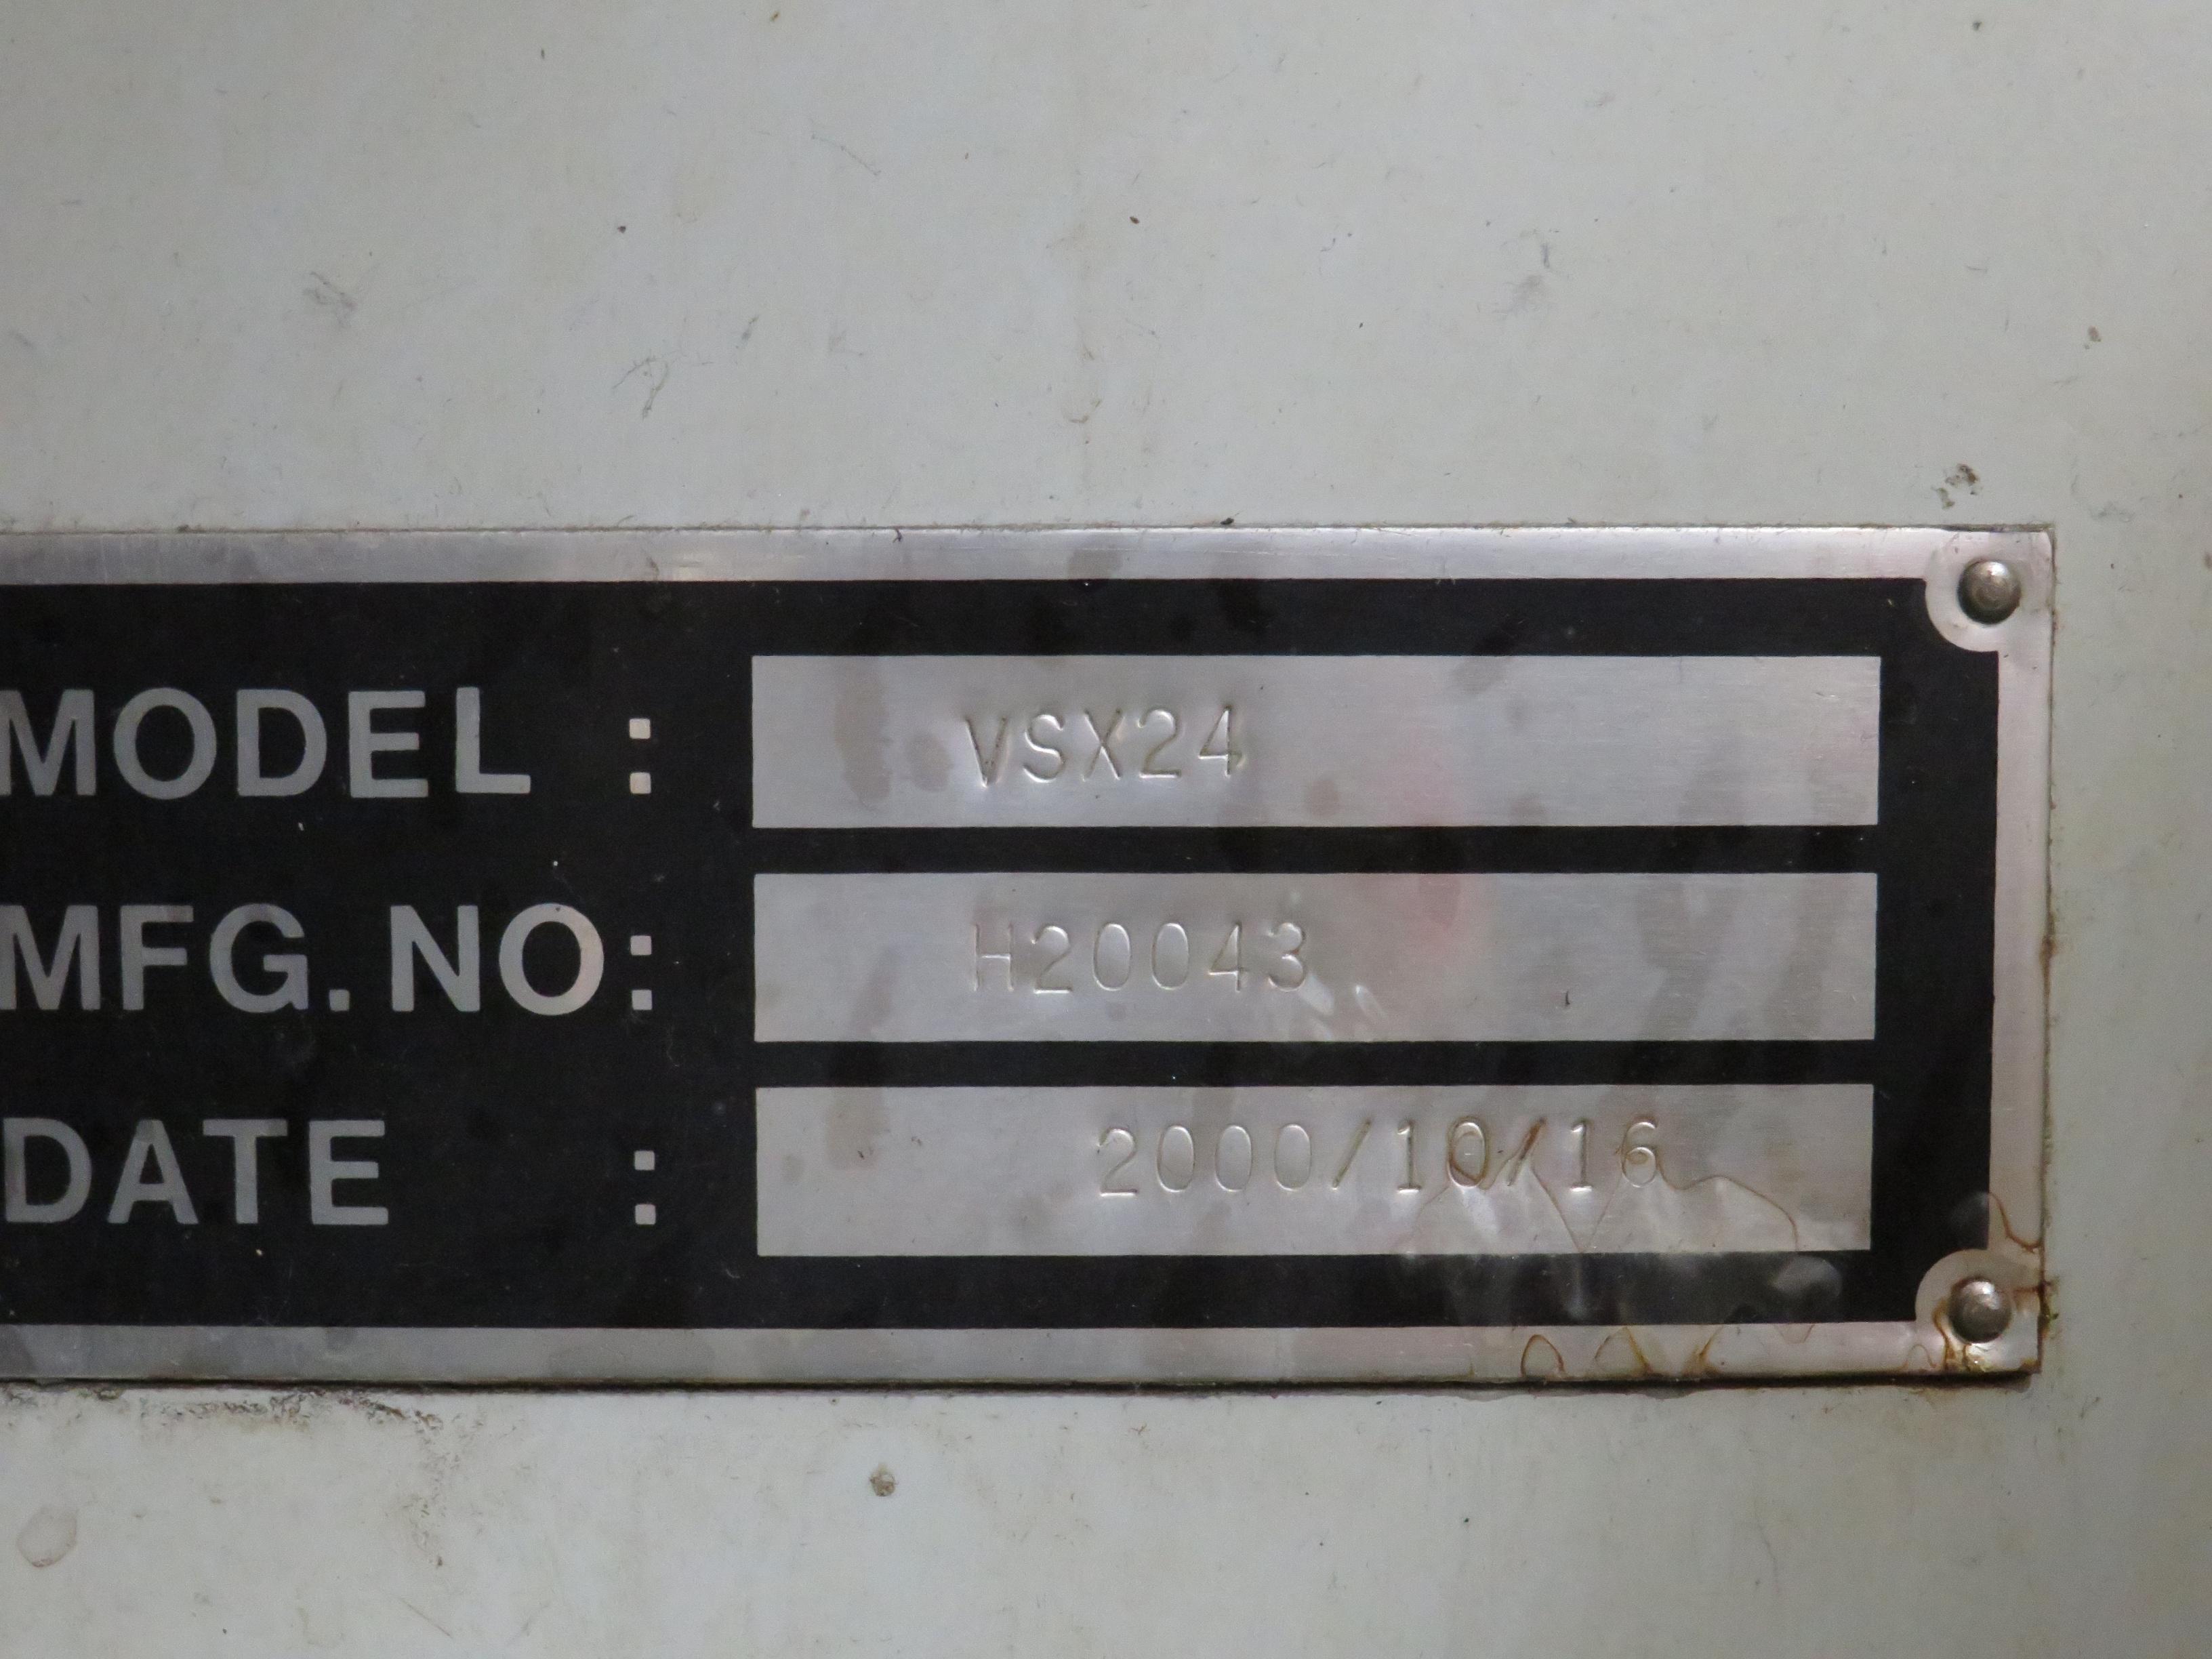 MODEL : VSX24
MFG. NO: H20043
DATE : 2000/10/16